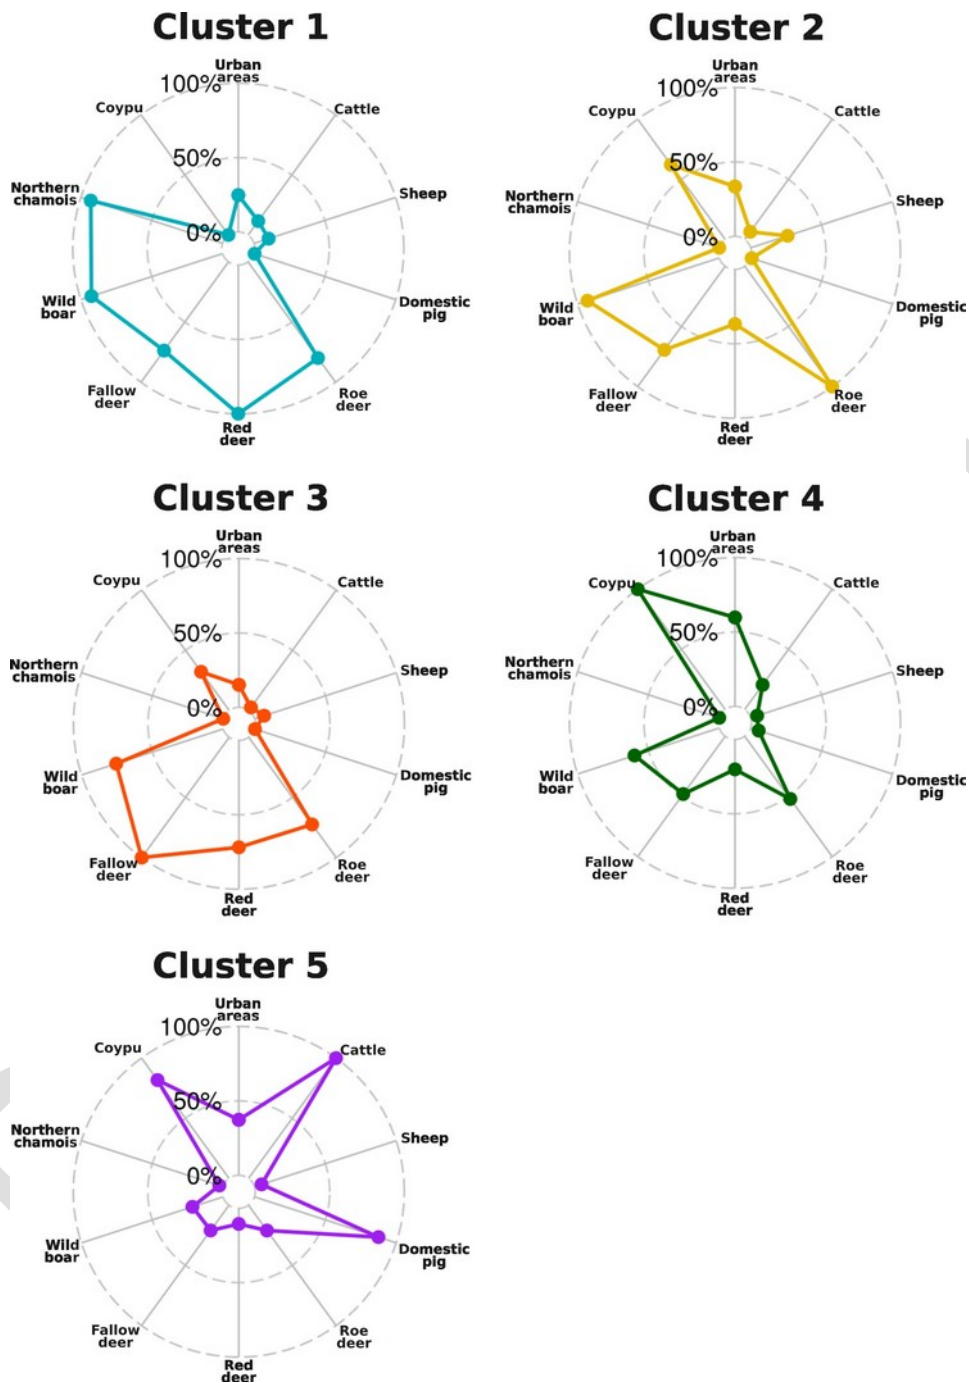 Cluster 1
Urban
areas
100%
Coypu
Cattle
50%
Northern
chamois
Sheep
0%
Wild
boar
Domestic
pig
Fallow
deer
Roe
deer
Red
deer
Cluster 2
Urban
areas
100%
Coypu
Cattle
50%
Northern
chamois
Sheep
0%
Wild
boar
Domestic
pig
Fallow
deer
Roe
deer
Red
deer
Cluster 3
Urban
areas
100%
Coypu
Cattle
50%
Northern
chamois
Sheep
0%
Wild
boar
Domestic
pig
Fallow
deer
Roe
deer
Red
deer
Cluster 4
Urban
areas
100%
Coypu
Cattle
50%
Northern
chamois
Sheep
0%
Wild
boar
Domestic
pig
Fallow
deer
Roe
deer
Red
deer
Cluster 5
Urban
areas
100%
Coypu
Cattle
50%
Northern
chamois
Sheep
0%
Wild
boar
Domestic
pig
Fallow
deer
Roe
deer
Red
deer